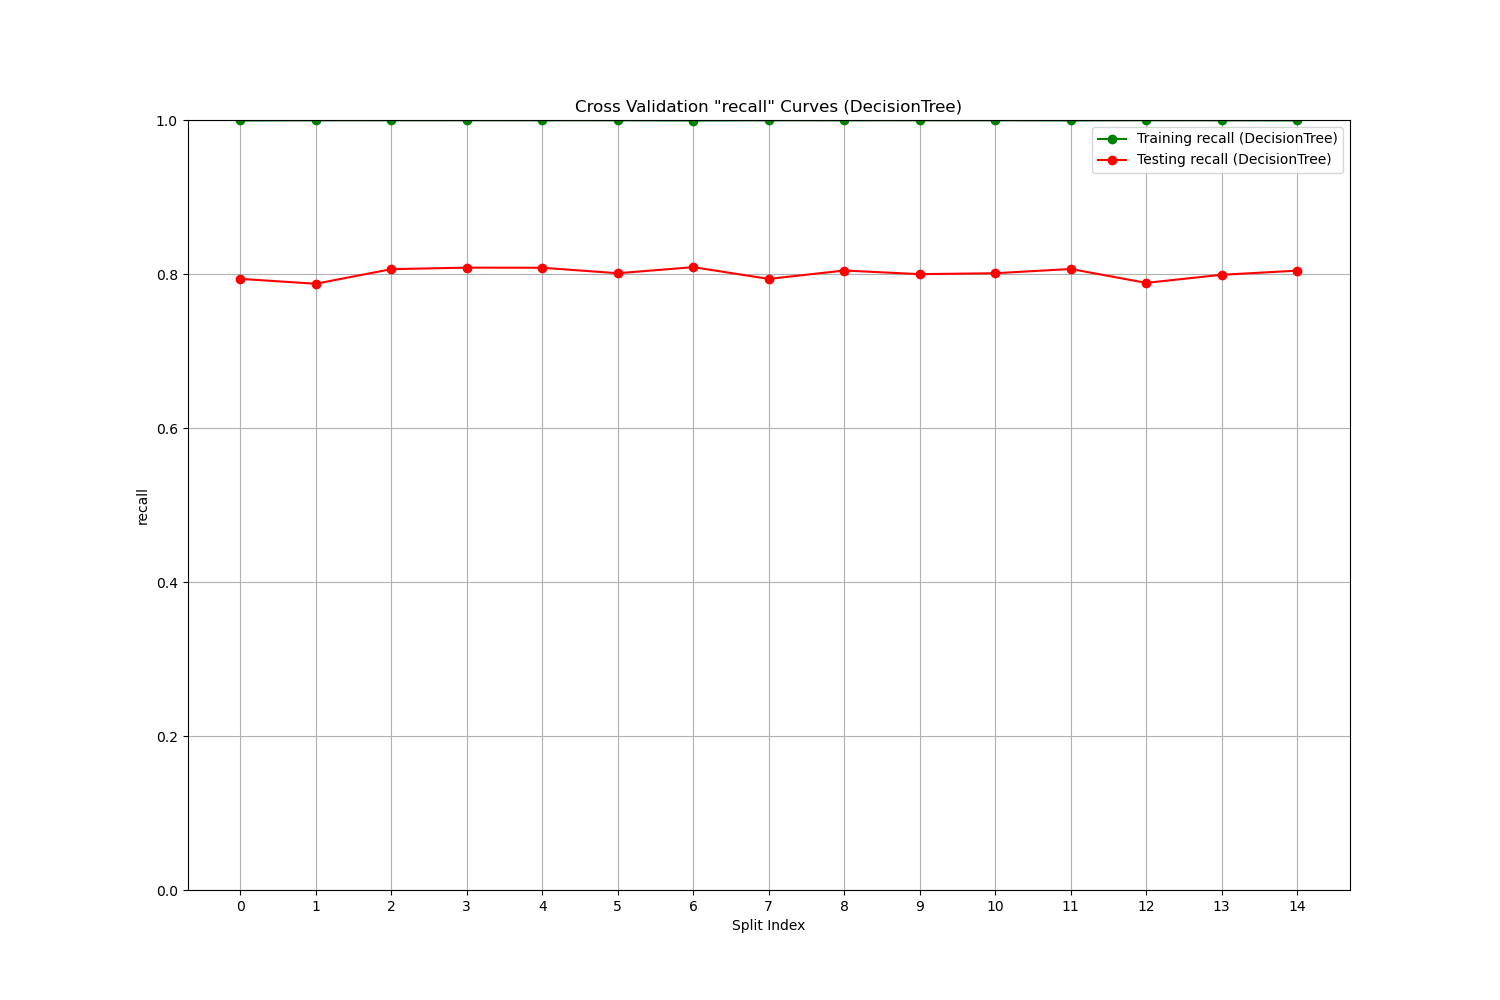 Cross Validation "recall" Curves (DecisionTree)
Training recall (DecisionTree)
Testing recall (DecisionTree)
1.0
0.8
0.6
0.4
0.2
0.0
recall
0 1 2 3 4 5 6 7 8 9 10 11 12 13 14
Split Index